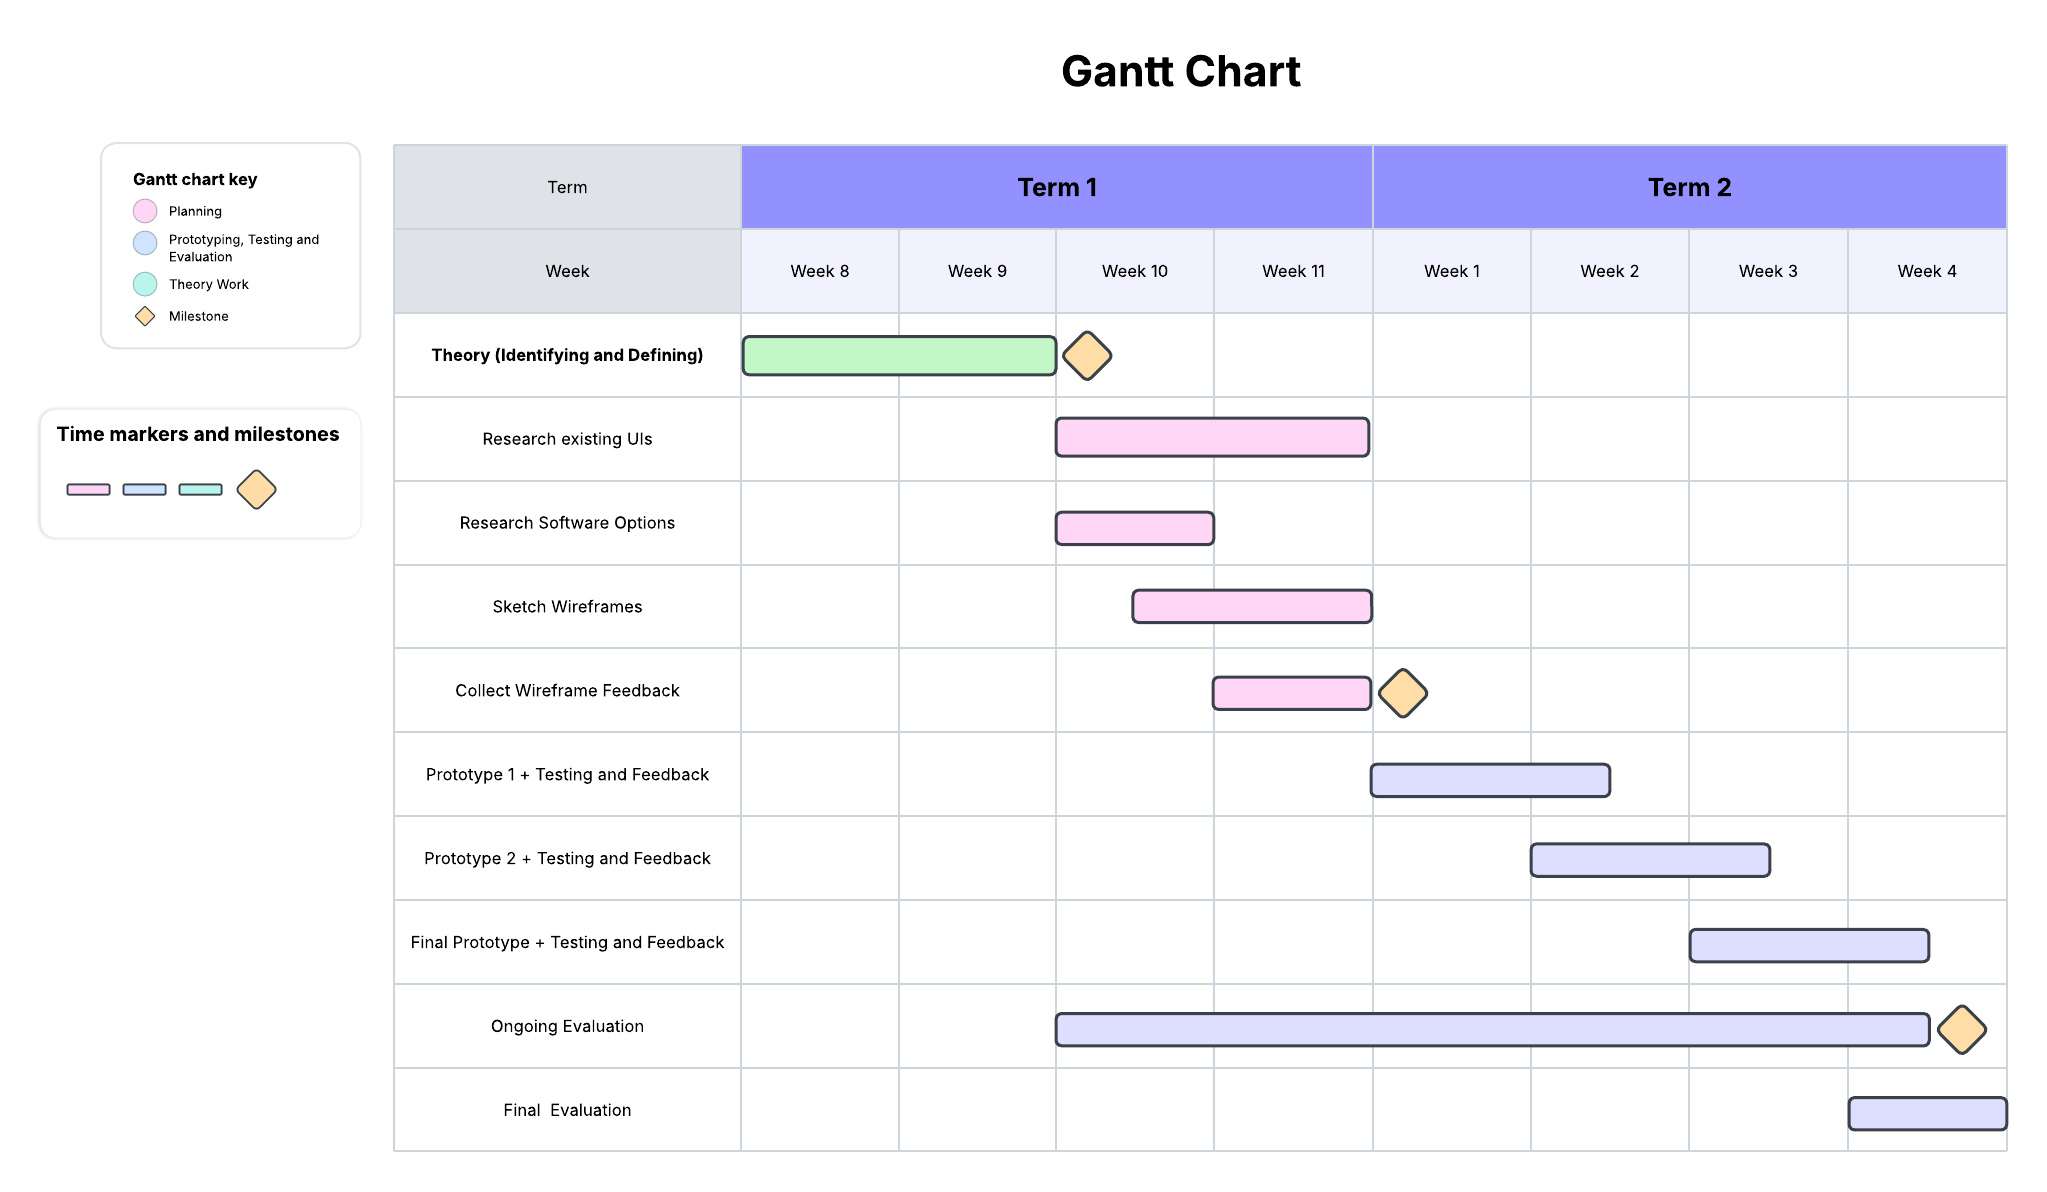 Gantt Chart
Gantt chart key
Planning
Prototyping, Testing and
Evaluation
Theory Work
Milestone
Time markers and milestones
Term
Term 1
Term 2
Week
Week 8
Week 9
Week 10
Week 11
Week 1
Week 2
Week 3
Week 4
Theory (Identifying and Defining)
Research existing UIs
Research Software Options
Sketch Wireframes
Collect Wireframe Feedback
Prototype 1 + Testing and Feedback
Prototype 2 + Testing and Feedback
Final Prototype + Testing and Feedback
Ongoing Evaluation
Final  Evaluation